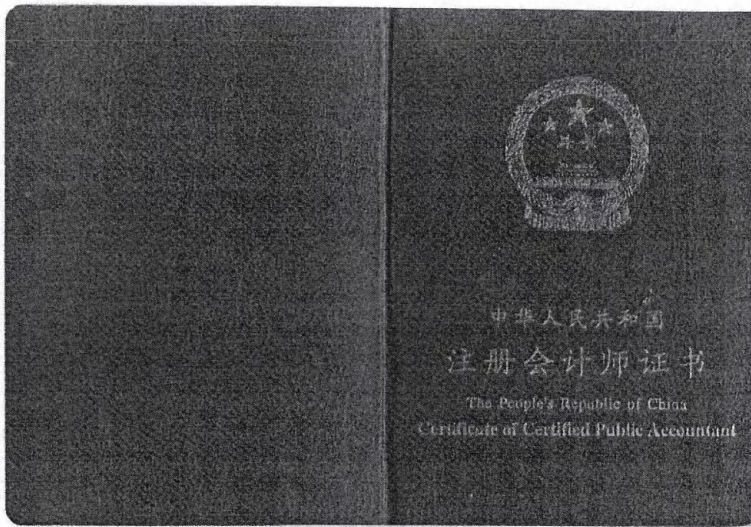 中华人民共和国
注册会计师证书
The People's Republic of China
Certificate of Certified Public Accountant